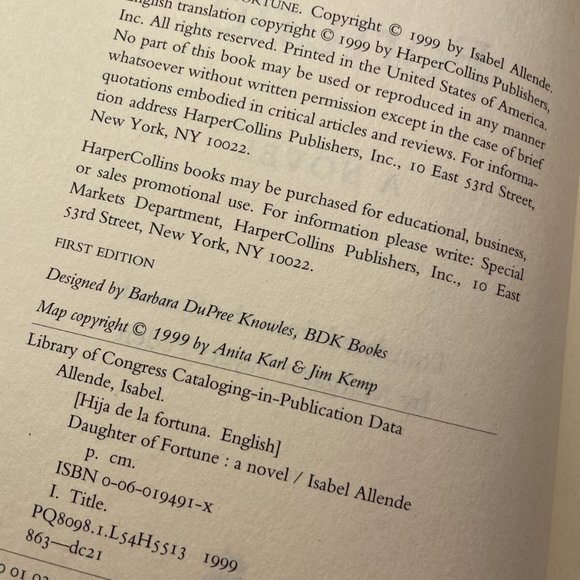 FORTUNE. Copyright © 1999 by Isabel Allende.
English translation copyright © 1999 by HarperCollins Publishers,
Inc. All rights reserved. Printed in the United States of America.
No part of this book may be used or reproduced in any manner
whatsoever without written permission except in the case of brief
quotations embodied in critical articles and reviews. For informa-
tion address HarperCollins Publishers, Inc., 10 East 53rd Street,
New York, NY 10022.
HarperCollins books may be purchased for educational, business,
or sales promotional use. For information please write: Special
Markets Department, HarperCollins Publishers, Inc., 10 East
53rd Street, New York, NY 10022.
FIRST EDITION
Designed by Barbara DuPree Knowles, BDK Books
Map copyright © 1999 by Anita Karl & Jim Kemp
Library of Congress Cataloging-in-Publication Data
Allende, Isabel.
[Hija de la fortuna. English]
Daughter of Fortune : a novel / Isabel Allende
p. cm.
ISBN 0-06-019491-x
I. Title.
PQ8098.1.L54H5513 1999
863—dc21